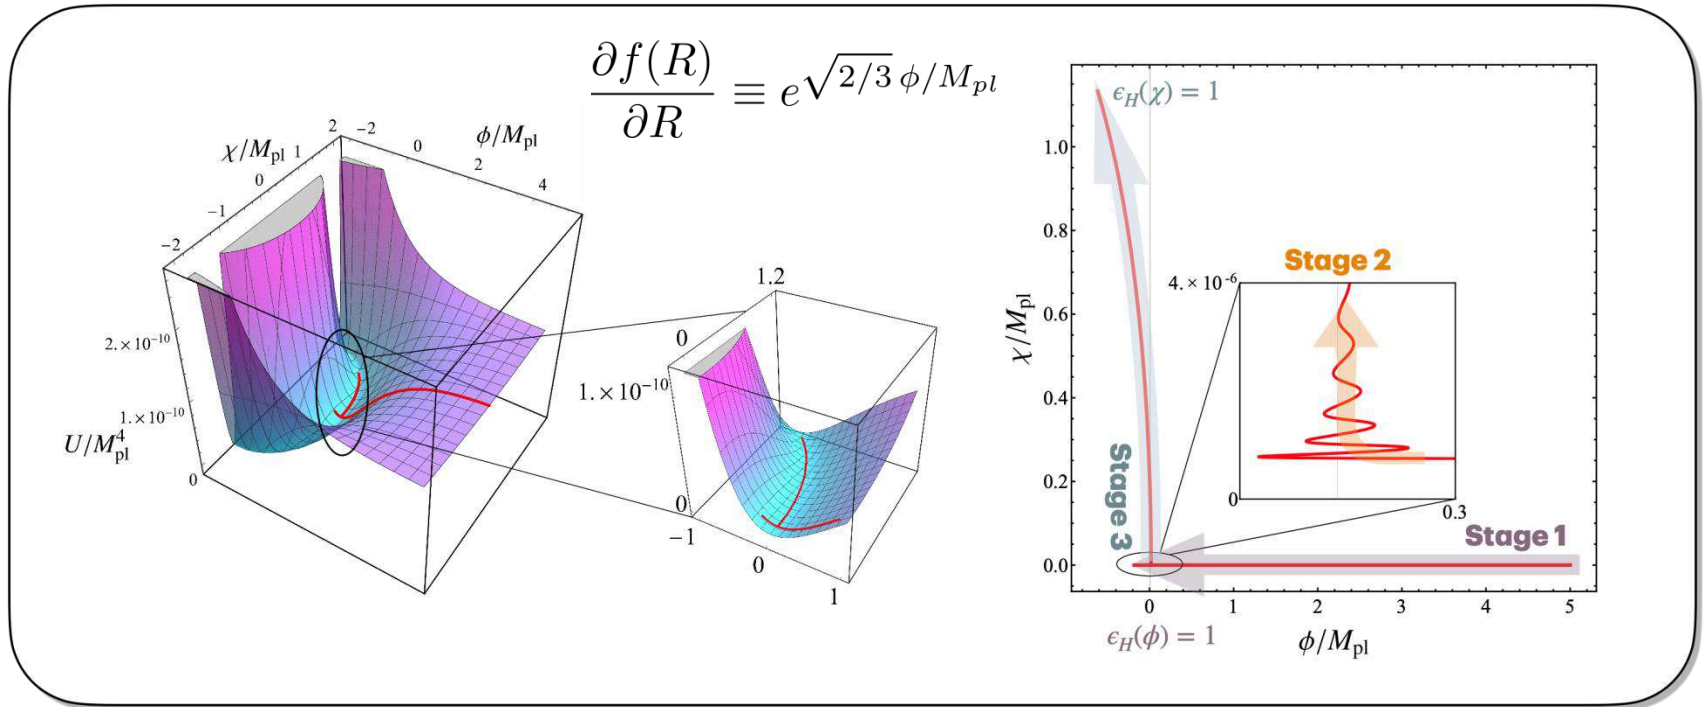 ∂f(R)/∂R ≡ e^{√(2/3) ϕ/M_{pl}}
2 −2
χ/M_pl 1 0 ϕ/M_pl
0 2
−1 4
−2
2.×10⁻¹⁰
1.×10⁻¹⁰
U/M⁴_pl
0
1.2
0
1.×10⁻¹⁰
0
−1
0
1
ϵ_H(χ) = 1
1.0
0.8
0.6
0.4
0.2
0.0
χ/M_pl
Stage 2
4.×10⁻⁶
0
0.3
Stage 3
Stage 1
0 1 2 3 4 5
ϵ_H(ϕ) = 1
ϕ/M_pl